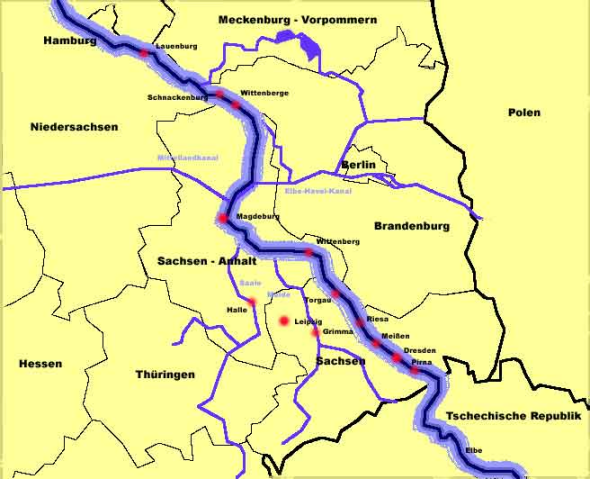 Meckenburg - Vorpommern
Hamburg
Lauenburg
Schnackenburg
Wittenberge
Polen
Niedersachsen
Mittellandkanal
Berlin
Elbe-Havel-Kanal
Magdeburg
Brandenburg
Wittenberg
Sachsen - Anhalt
Saale
Mulde
Torgau
Halle
Leipzig
Riesa
Grimma
Meißen
Dresden
Hessen
Thüringen
Sachsen
Pirna
Tschechische Republik
Elbe